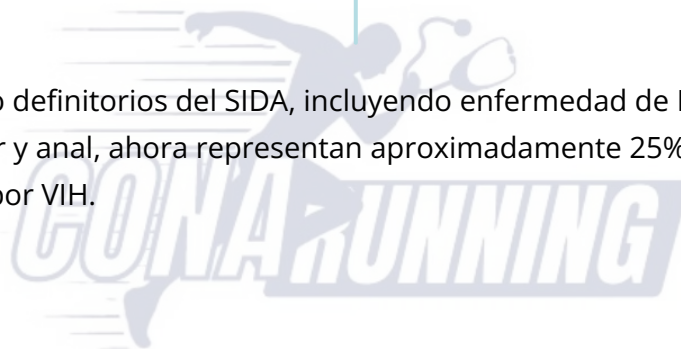 definitorios del SIDA, incluyendo enfermedad de
y anal, ahora representan aproximadamente 25%
por VIH.
CONARUNNING